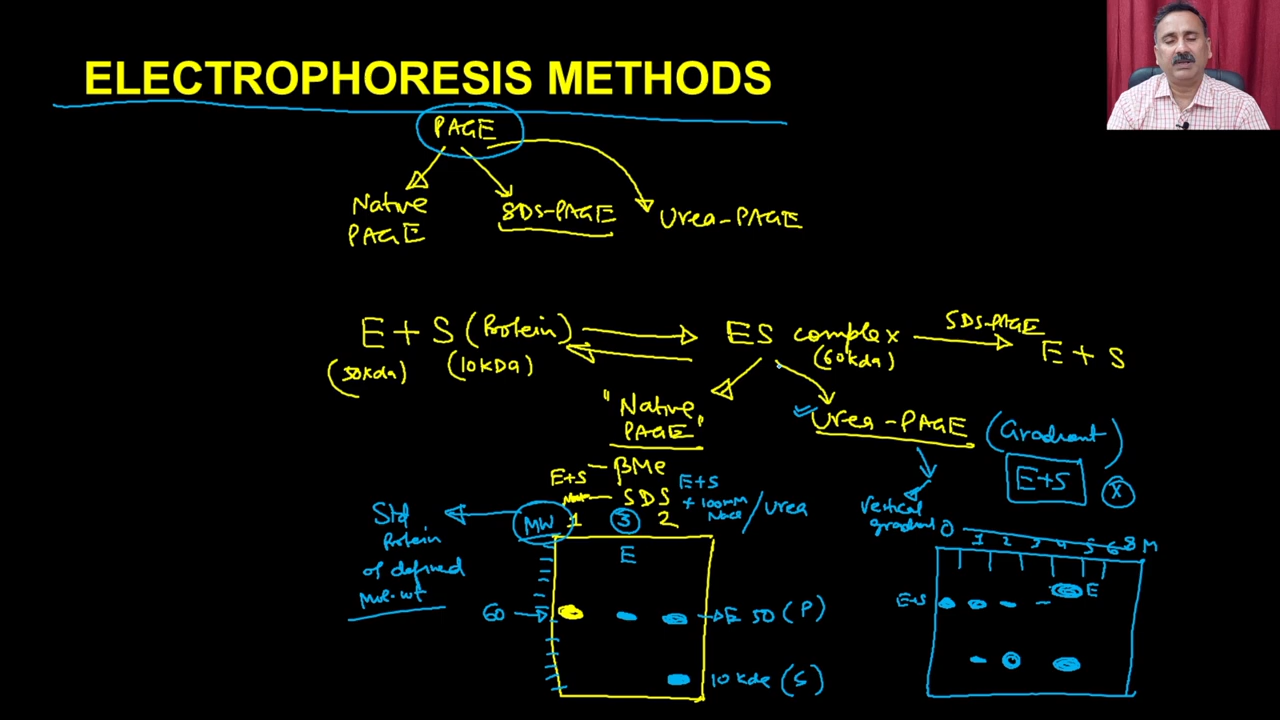 ELECTROPHORESIS METHODS
PAGE
Native PAGE
SDS-PAGE
Urea-PAGE
E + S (Protein)
(50kda)
(10KDa)
ES complex
(60kda)
SDS-PAGE
E + S
"Native PAGE"
Urea-PAGE
(Gradient)
E+S
X
E+S
- βMe
- SDS
E+S
+ 100mM
/ urea
Vertical
gradient
Std
Protein
of defined
Mol. wt
MW
1
3
2
E
60
E 50 (P)
10 kda (S)
0 1 2 3 4 5 6 8 M
E+S
E